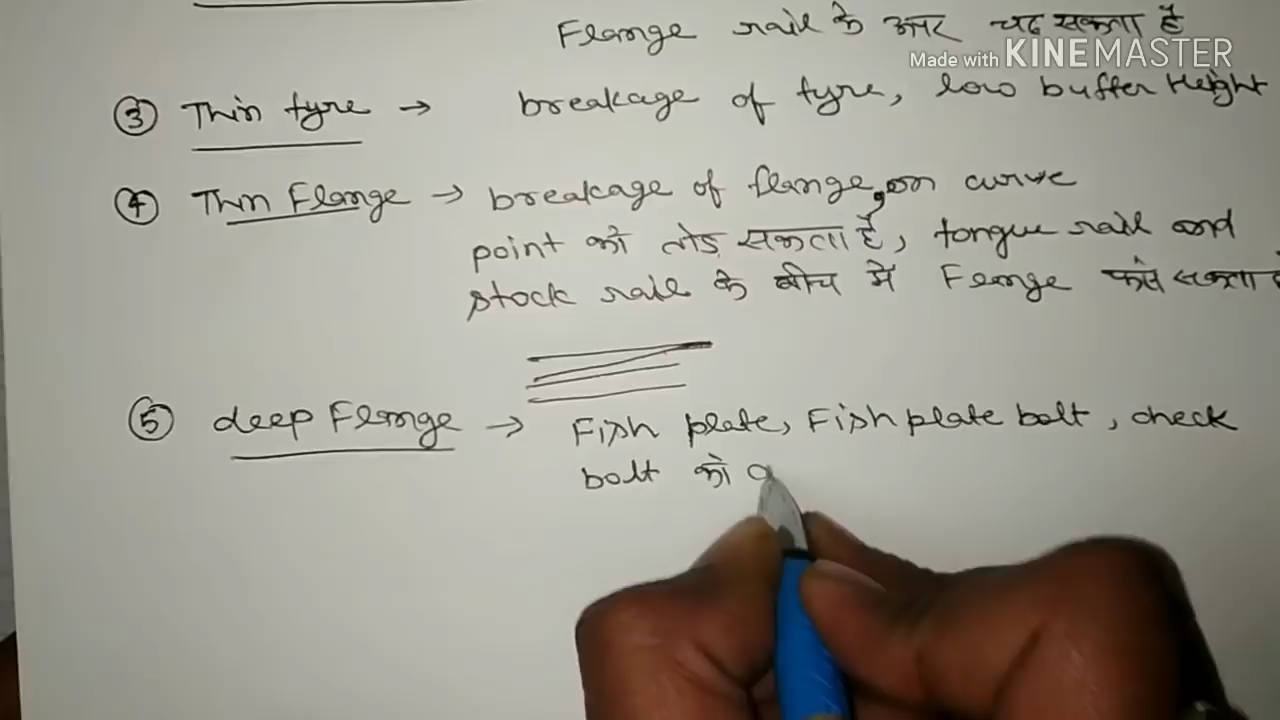 Flange rail के ऊपर चढ सकता है
Made with KINEMASTER
③ Thin tyre → breakage of tyre, low buffer Height
④ Thin Flange → breakage of flange, on curve
point को तोड़ सकता है, tongue rail and
stock rail के बीच में Flange फंस सकता
⑤ deep Flange → Fish plate, Fish plate bolt, check
bolt को